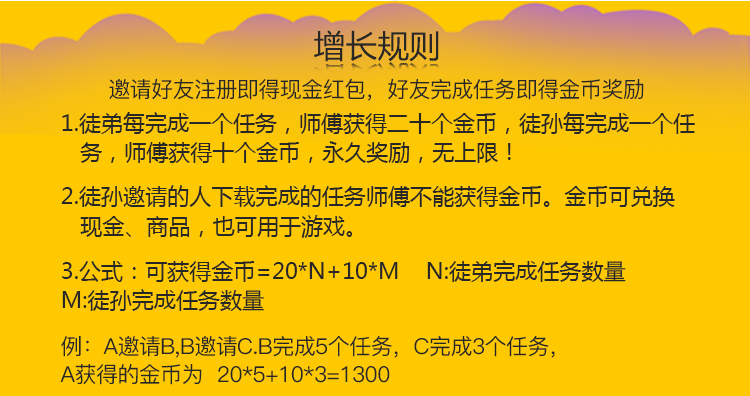 增长规则
邀请好友注册即得现金红包，好友完成任务即得金币奖励
1.徒弟每完成一个任务，师傅获得二十个金币，徒孙每完成一个任
务，师傅获得十个金币，永久奖励，无上限！
2.徒孙邀请的人下载完成的任务师傅不能获得金币。金币可兑换
现金、商品，也可用于游戏。
3.公式：可获得金币=20*N+10*M N:徒弟完成任务数量
M:徒孙完成任务数量
例：A邀请B,B邀请C.B完成5个任务，C完成3个任务，
A获得的金币为 20*5+10*3=1300